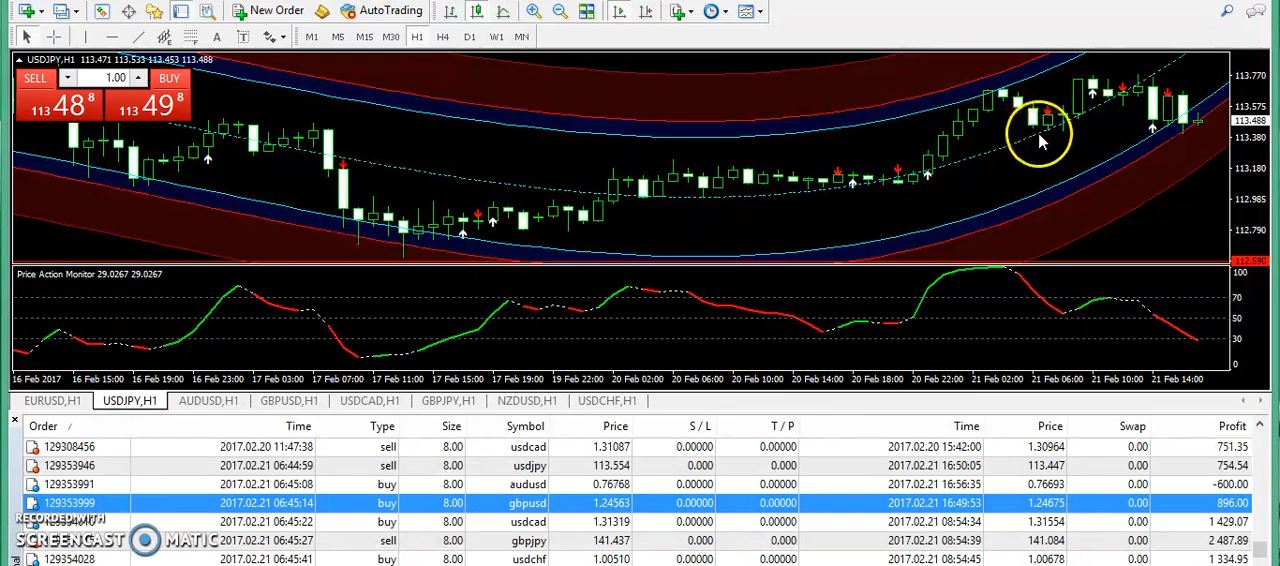 New Order AutoTrading
A T M1 M5 M15 M30 H1 H4 D1 W1 MN
USDJPY,H1 113.471 113.533 113.453 113.488
SELL 1.00 BUY
113 48 8 113 49 8
113.770
113.575
113.488
113.380
113.180
112.985
112.790
112.590
Price Action Monitor 29.0267 29.0267
100
70
50
30
0
16 Feb 2017 16 Feb 15:00 16 Feb 19:00 16 Feb 23:00 17 Feb 03:00 17 Feb 07:00 17 Feb 11:00 17 Feb 15:00 17 Feb 19:00 19 Feb 22:00 20 Feb 02:00 20 Feb 06:00 20 Feb 10:00 20 Feb 14:00 20 Feb 18:00 20 Feb 22:00 21 Feb 02:00 21 Feb 06:00 21 Feb 10:00 21 Feb 14:00
EURUSD,H1 USDJPY,H1 AUDUSD,H1 GBPUSD,H1 USDCAD,H1 GBPJPY,H1 NZDUSD,H1 USDCHF,H1
Order / Time Type Size Symbol Price S / L T / P Time Price Swap Profit
129308456 2017.02.20 11:47:38 sell 8.00 usdcad 1.31087 0.00000 0.00000 2017.02.20 15:42:00 1.30964 0.00 751.35
129353946 2017.02.21 06:44:59 sell 8.00 usdjpy 113.554 0.000 0.000 2017.02.21 16:50:05 113.447 0.00 754.54
129353991 2017.02.21 06:45:08 buy 8.00 audusd 0.76768 0.00000 0.00000 2017.02.21 16:56:35 0.76693 0.00 -600.00
129353999 2017.02.21 06:45:14 buy 8.00 gbpusd 1.24563 0.00000 0.00000 2017.02.21 16:49:53 1.24675 0.00 896.00
2017.02.21 06:45:22 buy 8.00 usdcad 1.31319 0.00000 0.00000 2017.02.21 08:54:34 1.31554 0.00 1 429.07
2017.02.21 06:45:27 sell 8.00 gbpjpy 141.437 0.000 0.000 2017.02.21 08:54:39 141.084 0.00 2 487.89
129354028 2017.02.21 06:45:41 buy 8.00 usdchf 1.00510 0.00000 0.00000 2017.02.21 08:54:45 1.00678 0.00 1 334.95
RECORDED WITH
SCREENCAST MATIC